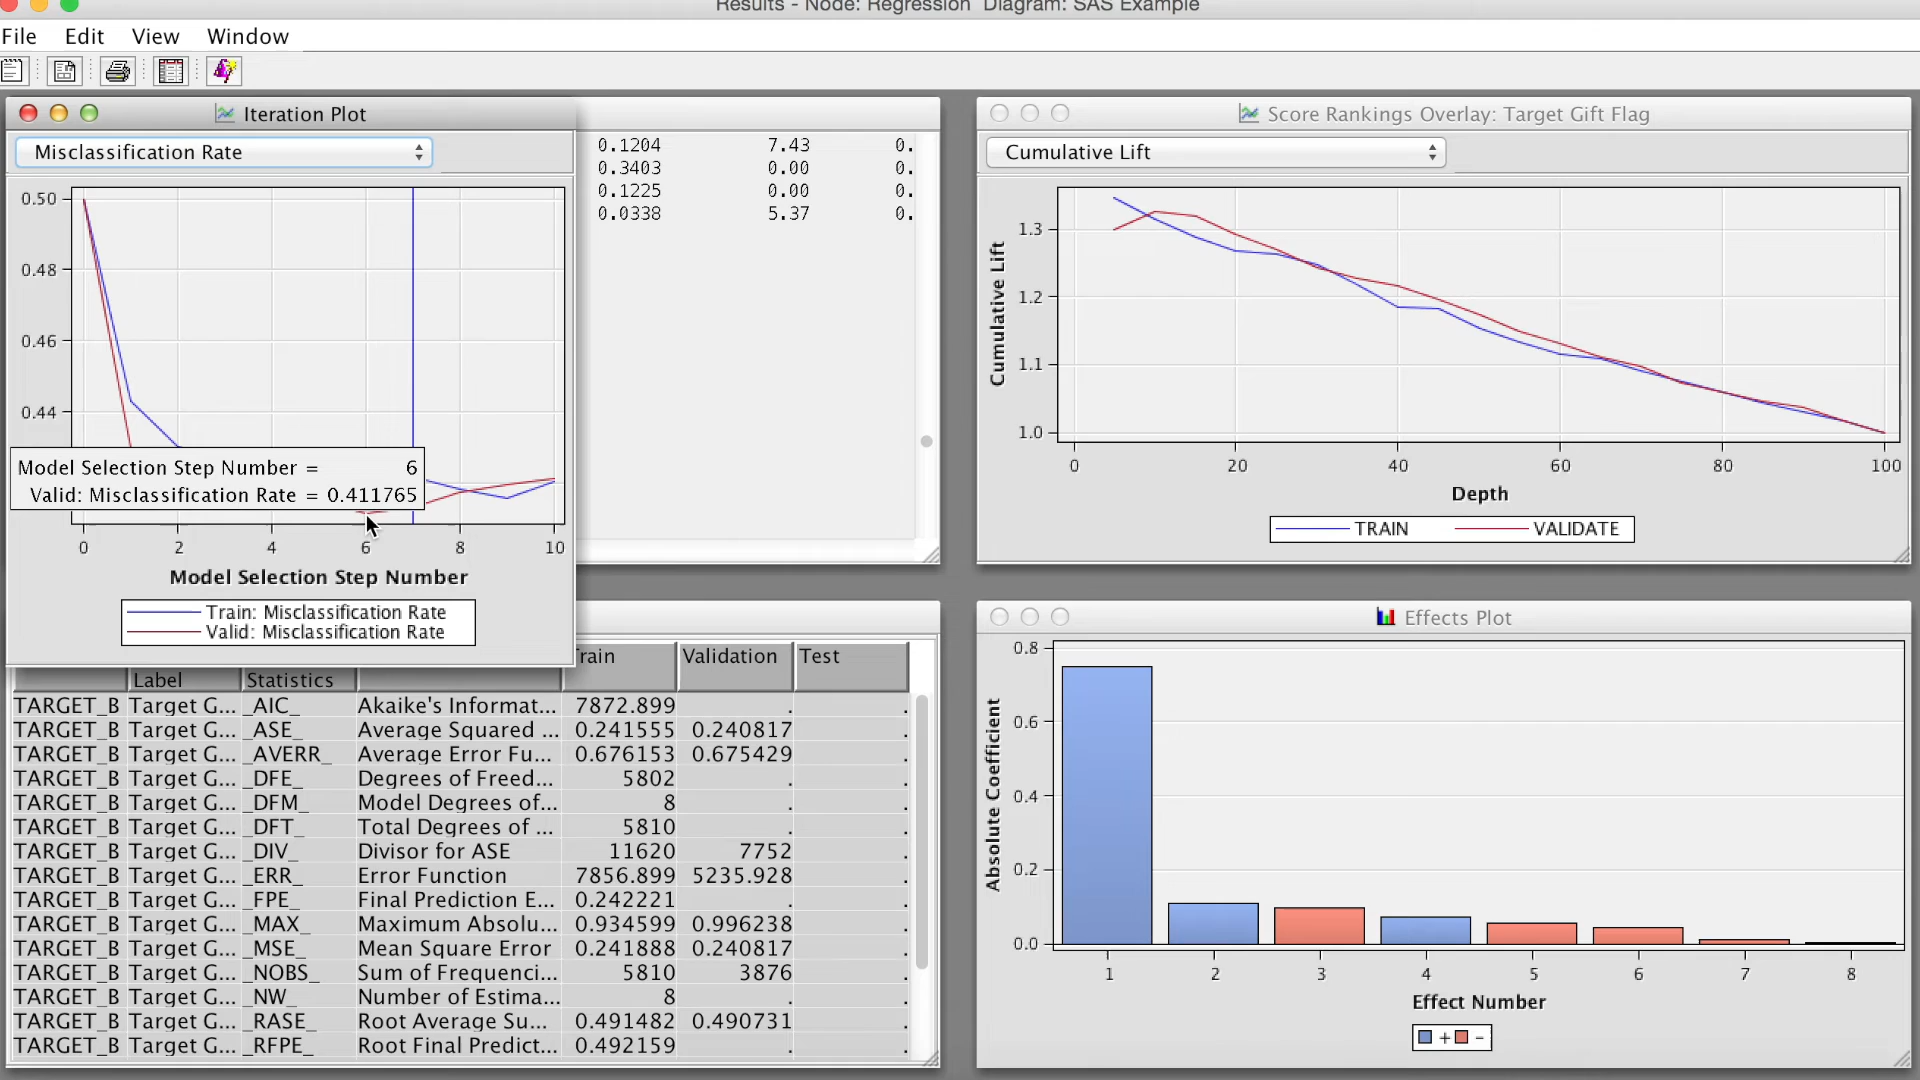 Results - Node: Regression Diagram: SAS Example
File Edit View Window
Iteration Plot
Misclassification Rate
0.50
0.48
0.46
0.44
Model Selection Step Number = 6
Valid: Misclassification Rate = 0.411765
0 2 4 6 8 10
Model Selection Step Number
Train: Misclassification Rate
Valid: Misclassification Rate
0.1204 7.43 0.
0.3403 0.00 0.
0.1225 0.00 0.
0.0338 5.37 0.
Score Rankings Overlay: Target Gift Flag
Cumulative Lift
Cumulative Lift
1.3
1.2
1.1
1.0
0 20 40 60 80 100
Depth
TRAIN VALIDATE
Label Statistics Train Validation Test
TARGET_B Target G... _AIC_ Akaike's Informat... 7872.899 . .
TARGET_B Target G... _ASE_ Average Squared ... 0.241555 0.240817 .
TARGET_B Target G... _AVERR_ Average Error Fu... 0.676153 0.675429 .
TARGET_B Target G... _DFE_ Degrees of Freed... 5802 . .
TARGET_B Target G... _DFM_ Model Degrees of... 8 . .
TARGET_B Target G... _DFT_ Total Degrees of ... 5810 . .
TARGET_B Target G... _DIV_ Divisor for ASE 11620 7752 .
TARGET_B Target G... _ERR_ Error Function 7856.899 5235.928 .
TARGET_B Target G... _FPE_ Final Prediction E... 0.242221 . .
TARGET_B Target G... _MAX_ Maximum Absolu... 0.934599 0.996238 .
TARGET_B Target G... _MSE_ Mean Square Error 0.241888 0.240817 .
TARGET_B Target G... _NOBS_ Sum of Frequenci... 5810 3876 .
TARGET_B Target G... _NW_ Number of Estima... 8 . .
TARGET_B Target G... _RASE_ Root Average Su... 0.491482 0.490731 .
TARGET_B Target G... _RFPE_ Root Final Predict... 0.492159 . .
Effects Plot
Absolute Coefficient
0.8
0.6
0.4
0.2
0.0
1 2 3 4 5 6 7 8
Effect Number
+ -